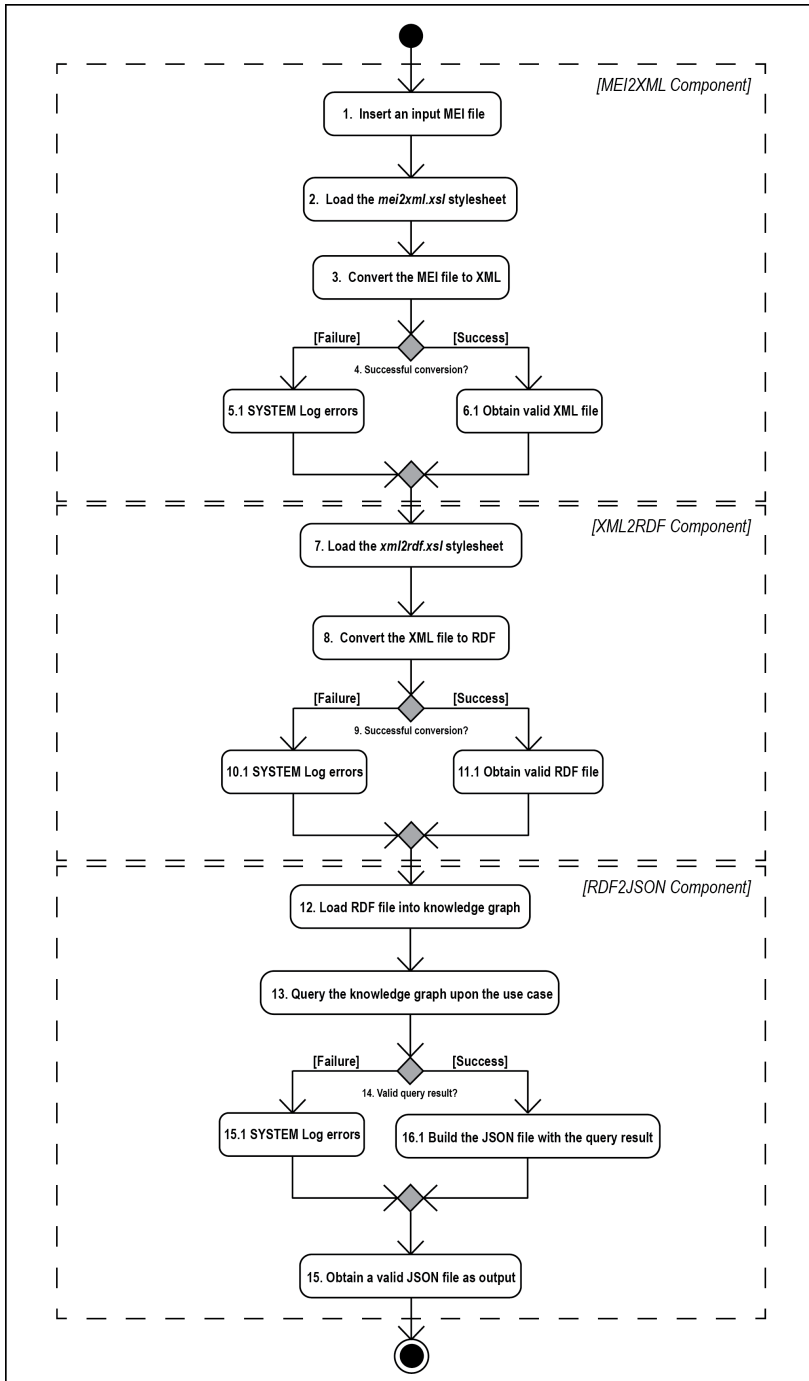 [MEI2XML Component]
1. Insert an input MEI file
2. Load the mei2xml.xsl stylesheet
3. Convert the MEI file to XML
[Failure]
[Success]
4. Successful conversion?
5.1 SYSTEM Log errors
6.1 Obtain valid XML file
[XML2RDF Component]
7. Load the xml2rdf.xsl stylesheet
8. Convert the XML file to RDF
[Failure]
[Success]
9. Successful conversion?
10.1 SYSTEM Log errors
11.1 Obtain valid RDF file
[RDF2JSON Component]
12. Load RDF file into knowledge graph
13. Query the knowledge graph upon the use case
[Failure]
[Success]
14. Valid query result?
15.1 SYSTEM Log errors
16.1 Build the JSON file with the query result
15. Obtain a valid JSON file as output